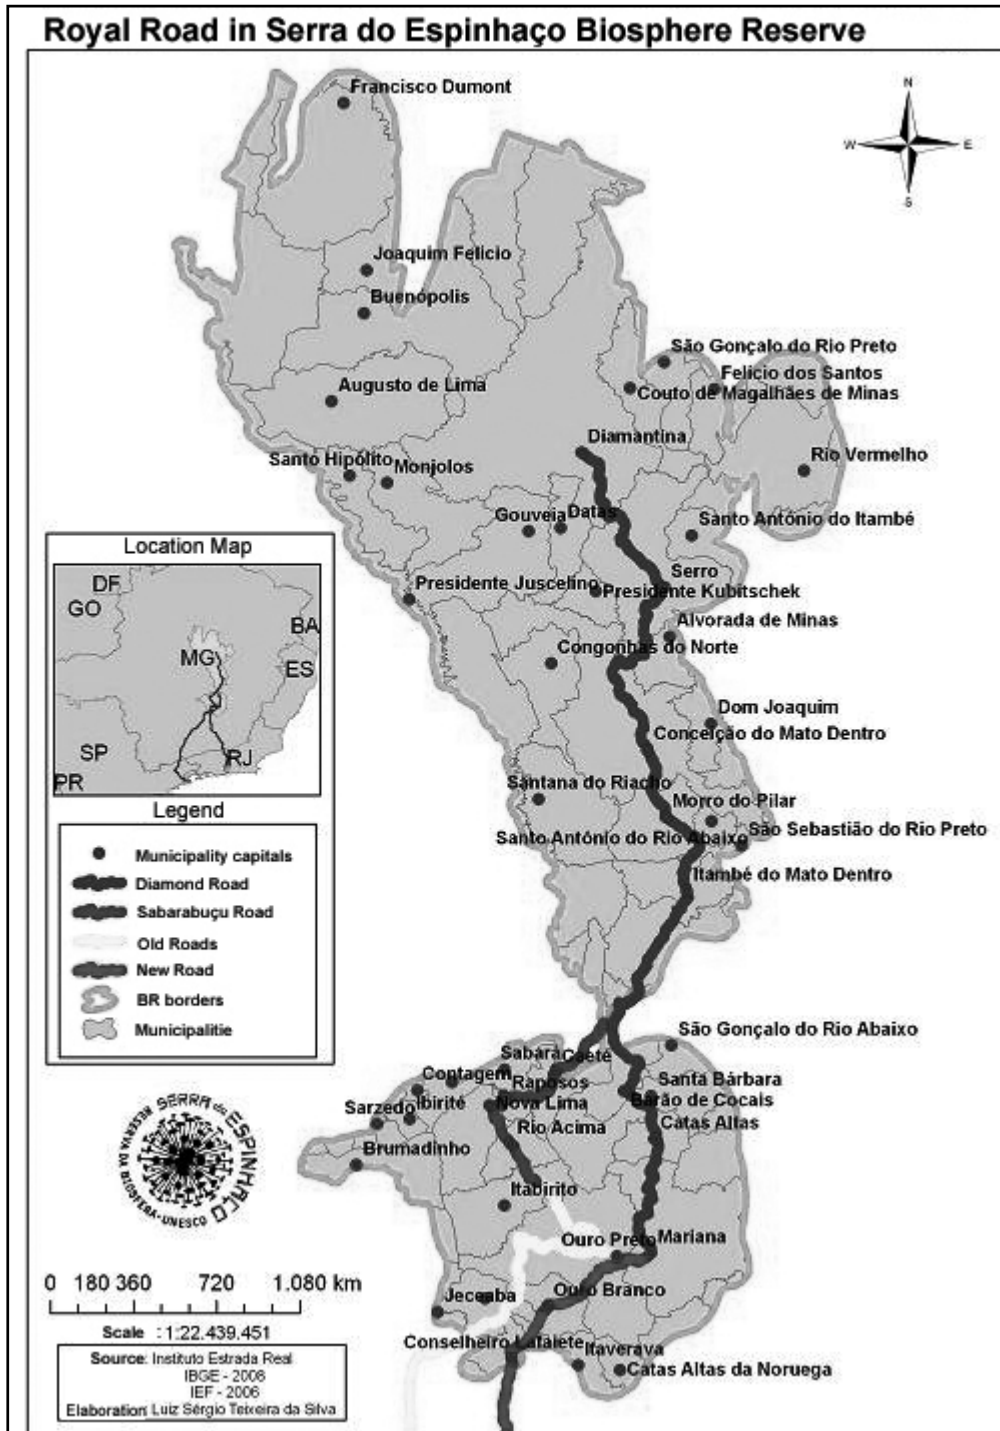 Royal Road in Serra do Espinhaço Biosphere Reserve
Francisco Dumont
N
W E
S
Joaquim Felicio
Buenópolis
São Gonçalo do Rio Preto
Felicio dos Santos
Augusto de Lima
Couto de Magalhães de Minas
Diamantina
Santo Hipólito
Monjolos
Rio Vermelho
Gouveia
Datas
Santo Antônio do Itambé
Serro
Presidente Juscelino
Presidente Kubitschek
Alvorada de Minas
Congonhas do Norte
Dom Joaquim
Conceição do Mato Dentro
Santana do Riacho
Morro do Pilar
Santo Antônio do Rio Abaixo
São Sebastião do Rio Preto
Itambé do Mato Dentro
São Gonçalo do Rio Abaixo
Sabará
Caeté
Contagem
Raposos
Santa Bárbara
Sarzedo
Ibirité
Nova Lima
Barão de Cocais
Rio Acima
Catas Altas
Brumadinho
Itabirito
Ouro Preto
Mariana
Jeceaba
Ouro Branco
Conselheiro Lafaiete
Itaverava
Catas Altas da Noruega
Location Map
DF
GO
BA
MG
ES
SP
RJ
PR
Legend
Municipality capitals
Diamond Road
Sabarabuçu Road
Old Roads
New Road
BR borders
Municipalitie
SERRA do ESPINHAÇO
RESERVA DA BIOSFERA-UNESCO
0 180 360 720 1.080 km
Scale : 1:22.439.451
Source: Instituto Estrada Real
IBGE - 2008
IEF - 2006
Elaboration: Luiz Sérgio Teixeira da Silva